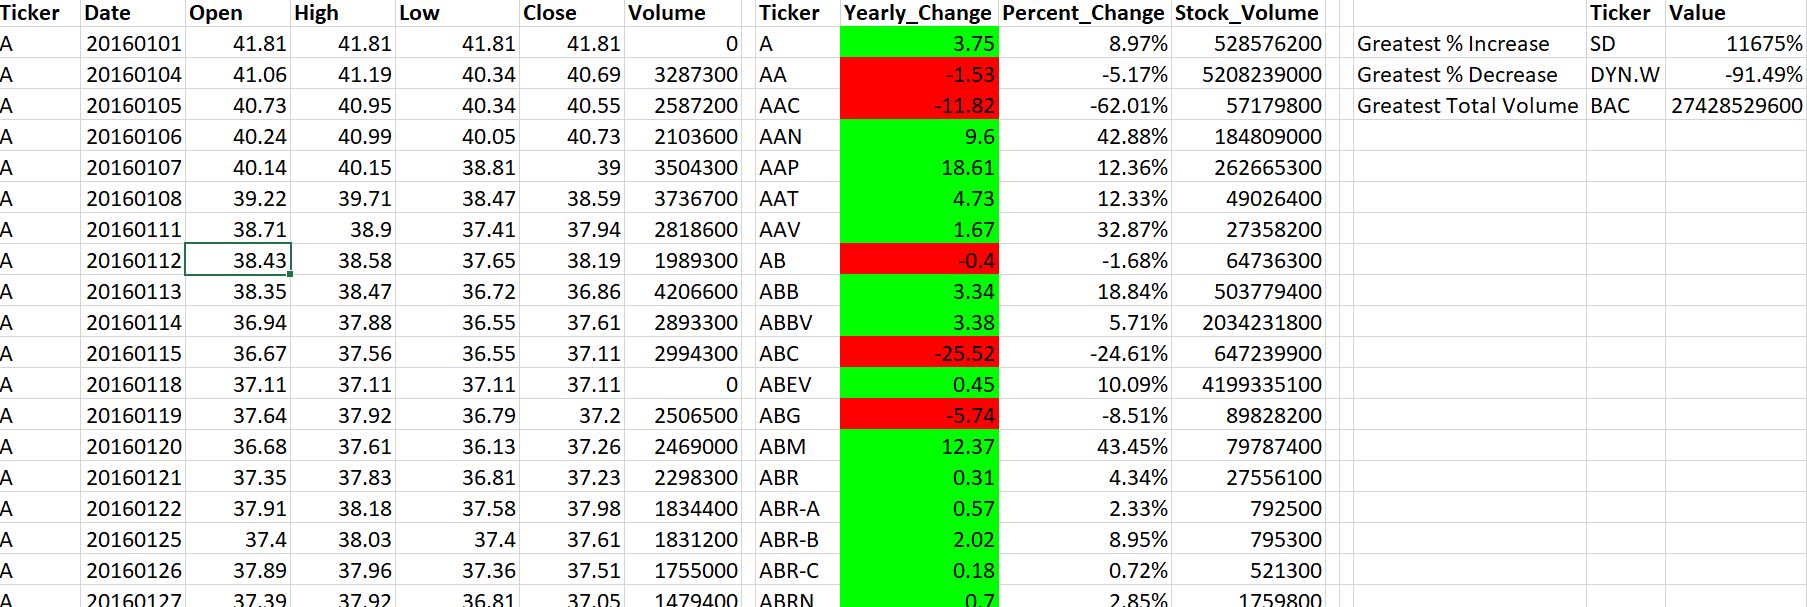 Ticker Date Open High Low Close Volume Ticker Yearly_Change Percent_Change Stock_Volume Ticker Value
A 20160101 41.81 41.81 41.81 41.81 0 A 3.75 8.97% 528576200 Greatest % Increase SD 11675%
A 20160104 41.06 41.19 40.34 40.69 3287300 AA -1.53 -5.17% 5208239000 Greatest % Decrease DYN.W -91.49%
A 20160105 40.73 40.95 40.34 40.55 2587200 AAC -11.82 -62.01% 57179800 Greatest Total Volume BAC 27428529600
A 20160106 40.24 40.99 40.05 40.73 2103600 AAN 9.6 42.88% 184809000
A 20160107 40.14 40.15 38.81 39 3504300 AAP 18.61 12.36% 262665300
A 20160108 39.22 39.71 38.47 38.59 3736700 AAT 4.73 12.33% 49026400
A 20160111 38.71 38.9 37.41 37.94 2818600 AAV 1.67 32.87% 27358200
A 20160112 38.43 38.58 37.65 38.19 1989300 AB -0.4 -1.68% 64736300
A 20160113 38.35 38.47 36.72 36.86 4206600 ABB 3.34 18.84% 503779400
A 20160114 36.94 37.88 36.55 37.61 2893300 ABBV 3.38 5.71% 2034231800
A 20160115 36.67 37.56 36.55 37.11 2994300 ABC -25.52 -24.61% 647239900
A 20160118 37.11 37.11 37.11 37.11 0 ABEV 0.45 10.09% 4199335100
A 20160119 37.64 37.92 36.79 37.2 2506500 ABG -5.74 -8.51% 89828200
A 20160120 36.68 37.61 36.13 37.26 2469000 ABM 12.37 43.45% 79787400
A 20160121 37.35 37.83 36.81 37.23 2298300 ABR 0.31 4.34% 27556100
A 20160122 37.91 38.18 37.58 37.98 1834400 ABR-A 0.57 2.33% 792500
A 20160125 37.4 38.03 37.4 37.61 1831200 ABR-B 2.02 8.95% 795300
A 20160126 37.89 37.96 37.36 37.51 1755000 ABR-C 0.18 0.72% 521300
A 20160127 37.39 37.92 36.81 37.05 1479400 ABRN 0.7 2.85% 1759800